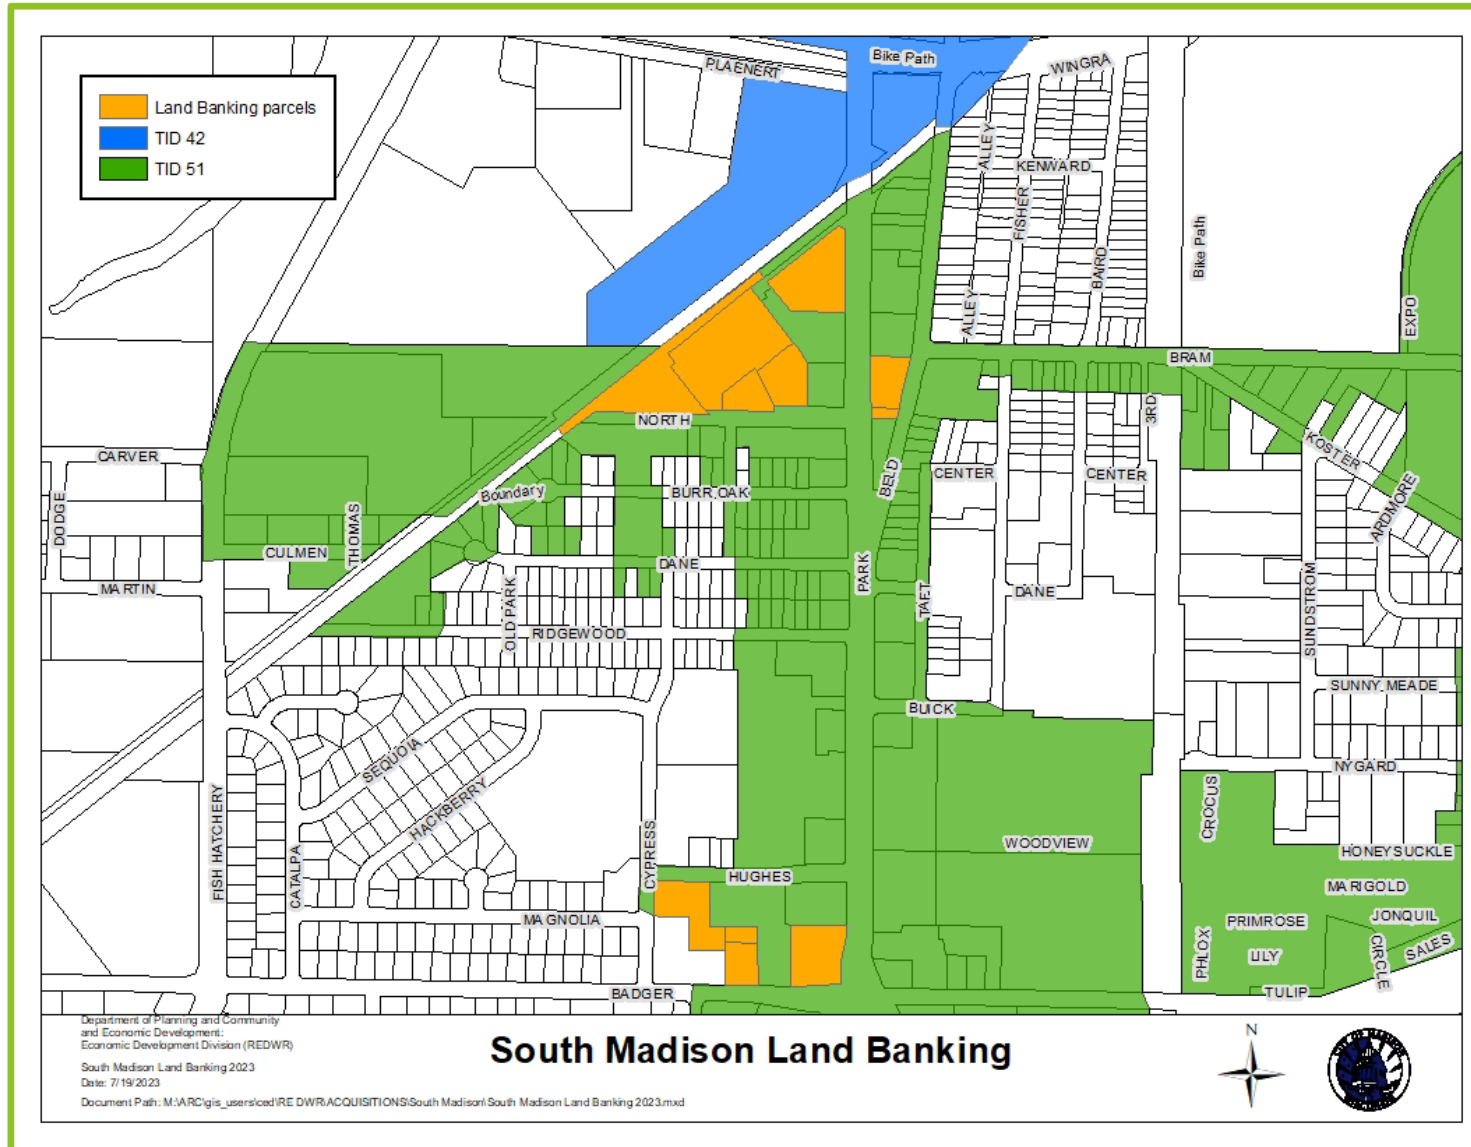 Land Banking parcels
TID 42
TID 51
PLAENERT
Bike Path
WINGRA
ALLEY
KENWARD
FISHER
BAIRD
Bike Path
ALLEY
EXPO
BRAM
NORTH
3RD
KOSTER
CARVER
BELD
CENTER
CENTER
DODGE
Boundary
BURR OAK
ARDMORE
THOMAS
CULMEN
DANE
PARK
MARTIN
OLD PARK
TAFT
DANE
SUNDSTROM
RIDGEWOOD
SUNNY MEADE
BUICK
SEQUOIA
NYGARD
HACKBERRY
CROCUS
FISH HATCHERY
CATALPA
CYPRESS
WOODVIEW
HONEYSUCKLE
HUGHES
MARIGOLD
MAGNOLIA
PRIMROSE
JONQUIL
PHLOX
LILY
CIRCLE
SALES
BADGER
TULIP
Department of Planning and Community
and Economic Development:
Economic Development Division (REDWR)
South Madison Land Banking 2023
Date: 7/19/2023
Document Path: M:\ARC\gis_users\ced\RE DWR\ACQUISITIONS\South Madison\South Madison Land Banking 2023.mxd
South Madison Land Banking
N
CITY OF MADISON